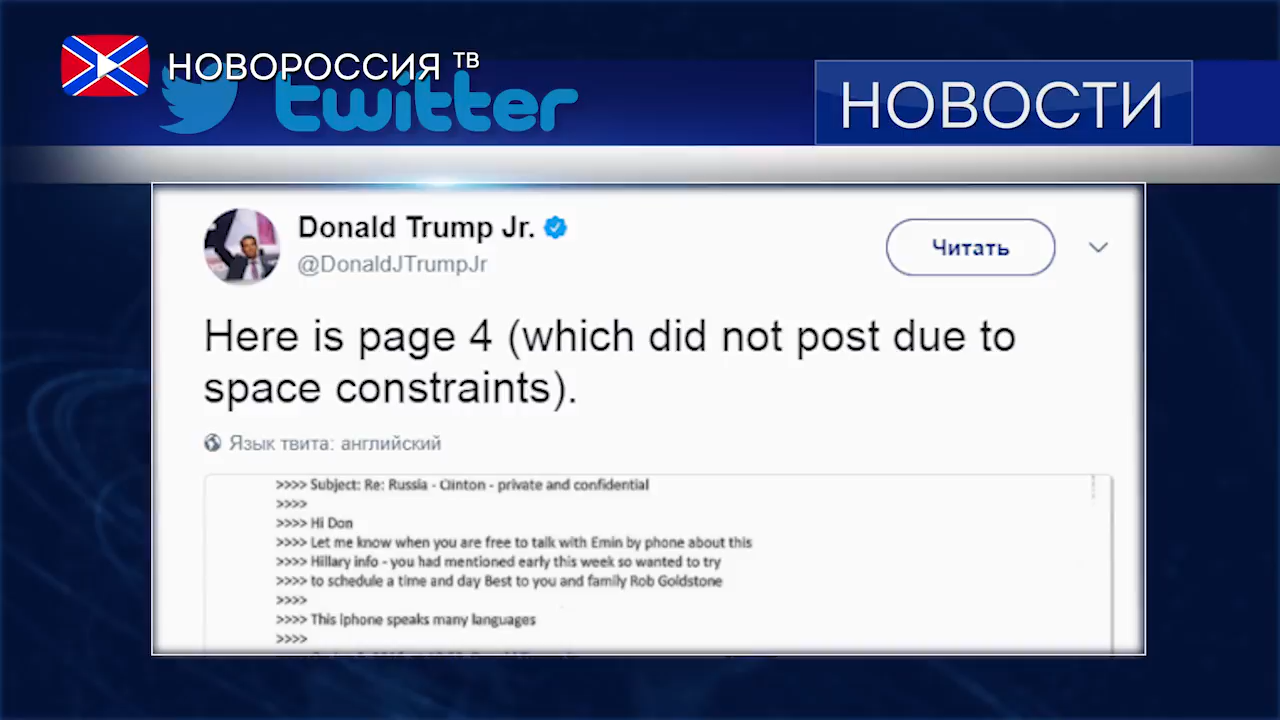 НОВОРОССИЯ ТВ
twitter
НОВОСТИ
Donald Trump Jr.
@DonaldJTrumpJr
Читать
Here is page 4 (which did not post due to
space constraints).
Язык твита: английский
>>>> Subject: Re: Russia - Clinton - private and confidential
>>>>
>>>> Hi Don
>>>> Let me know when you are free to talk with Emin by phone about this
>>>> Hillary info - you had mentioned early this week so wanted to try
>>>> to schedule a time and day Best to you and family Rob Goldstone
>>>>
>>>> This iphone speaks many languages
>>>>